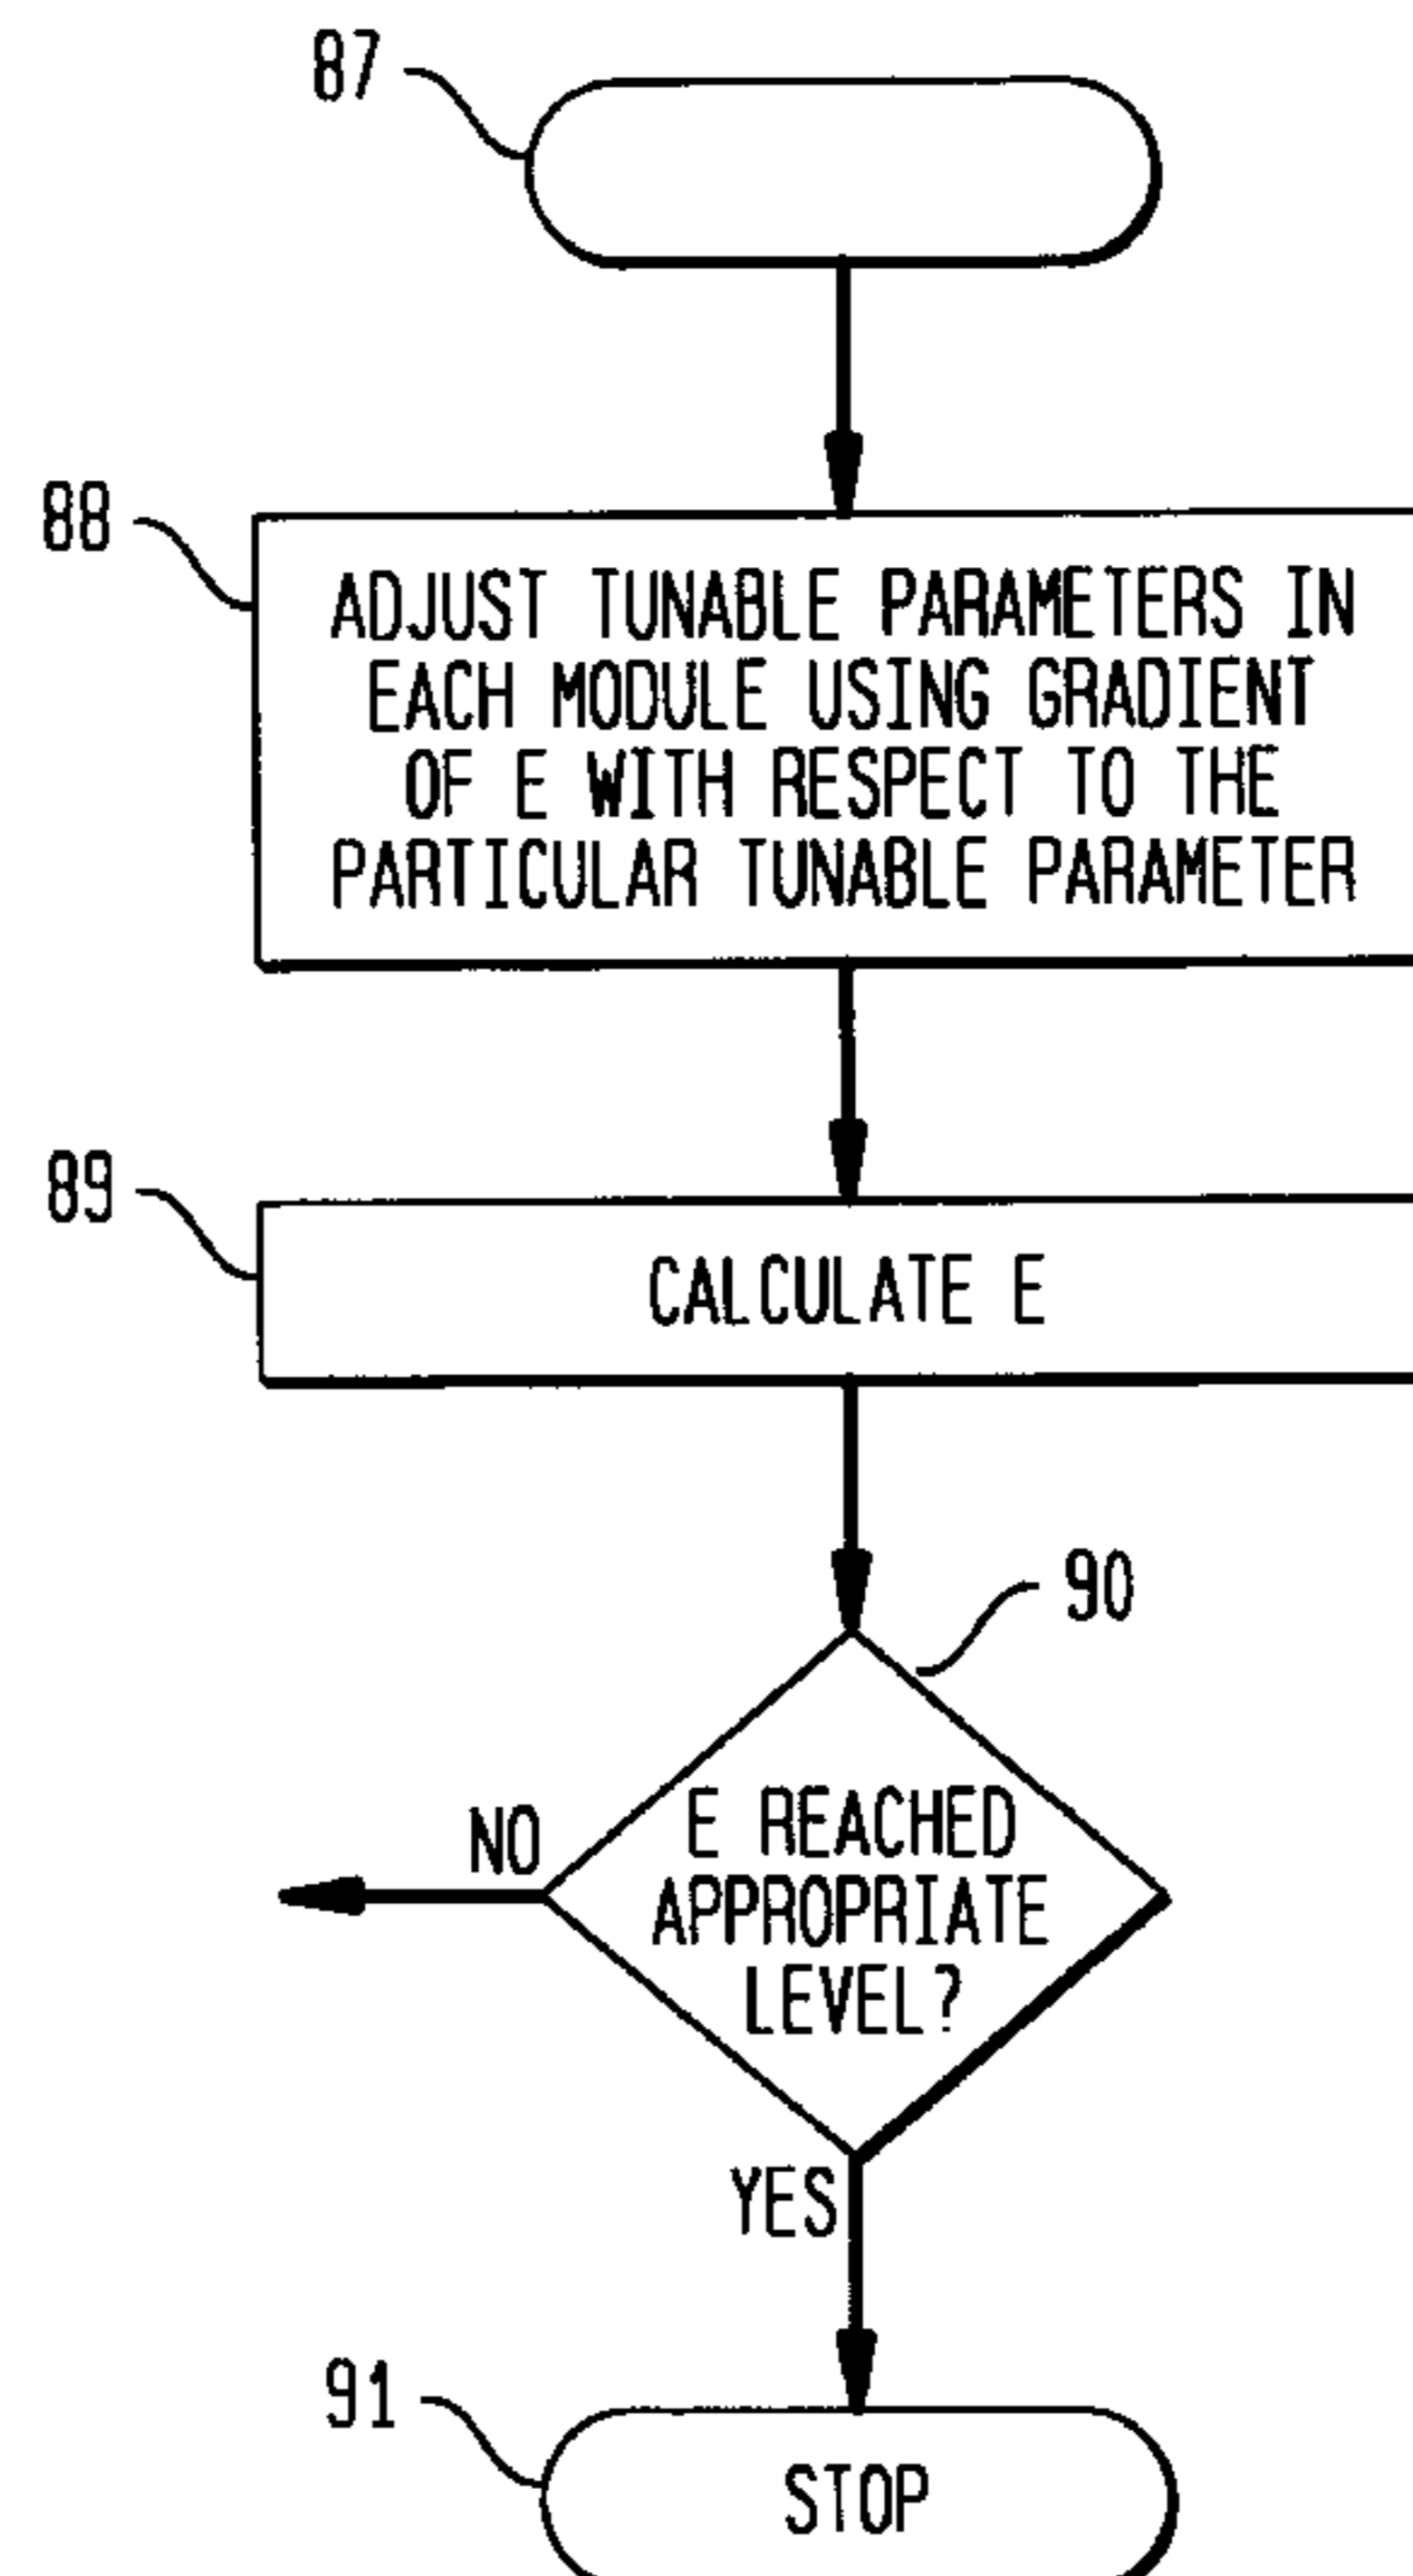 87
88
ADJUST TUNABLE PARAMETERS IN
EACH MODULE USING GRADIENT
OF E WITH RESPECT TO THE
PARTICULAR TUNABLE PARAMETER
89
CALCULATE E
90
E REACHED
APPROPRIATE
LEVEL?
NO
YES
91
STOP